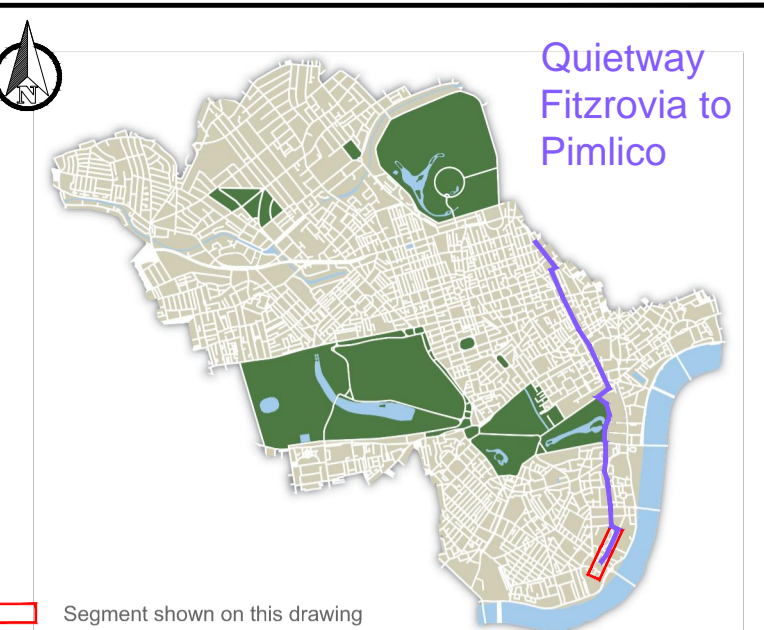 N
Quietway
Fitzrovia to
Pimlico
Segment shown on this drawing